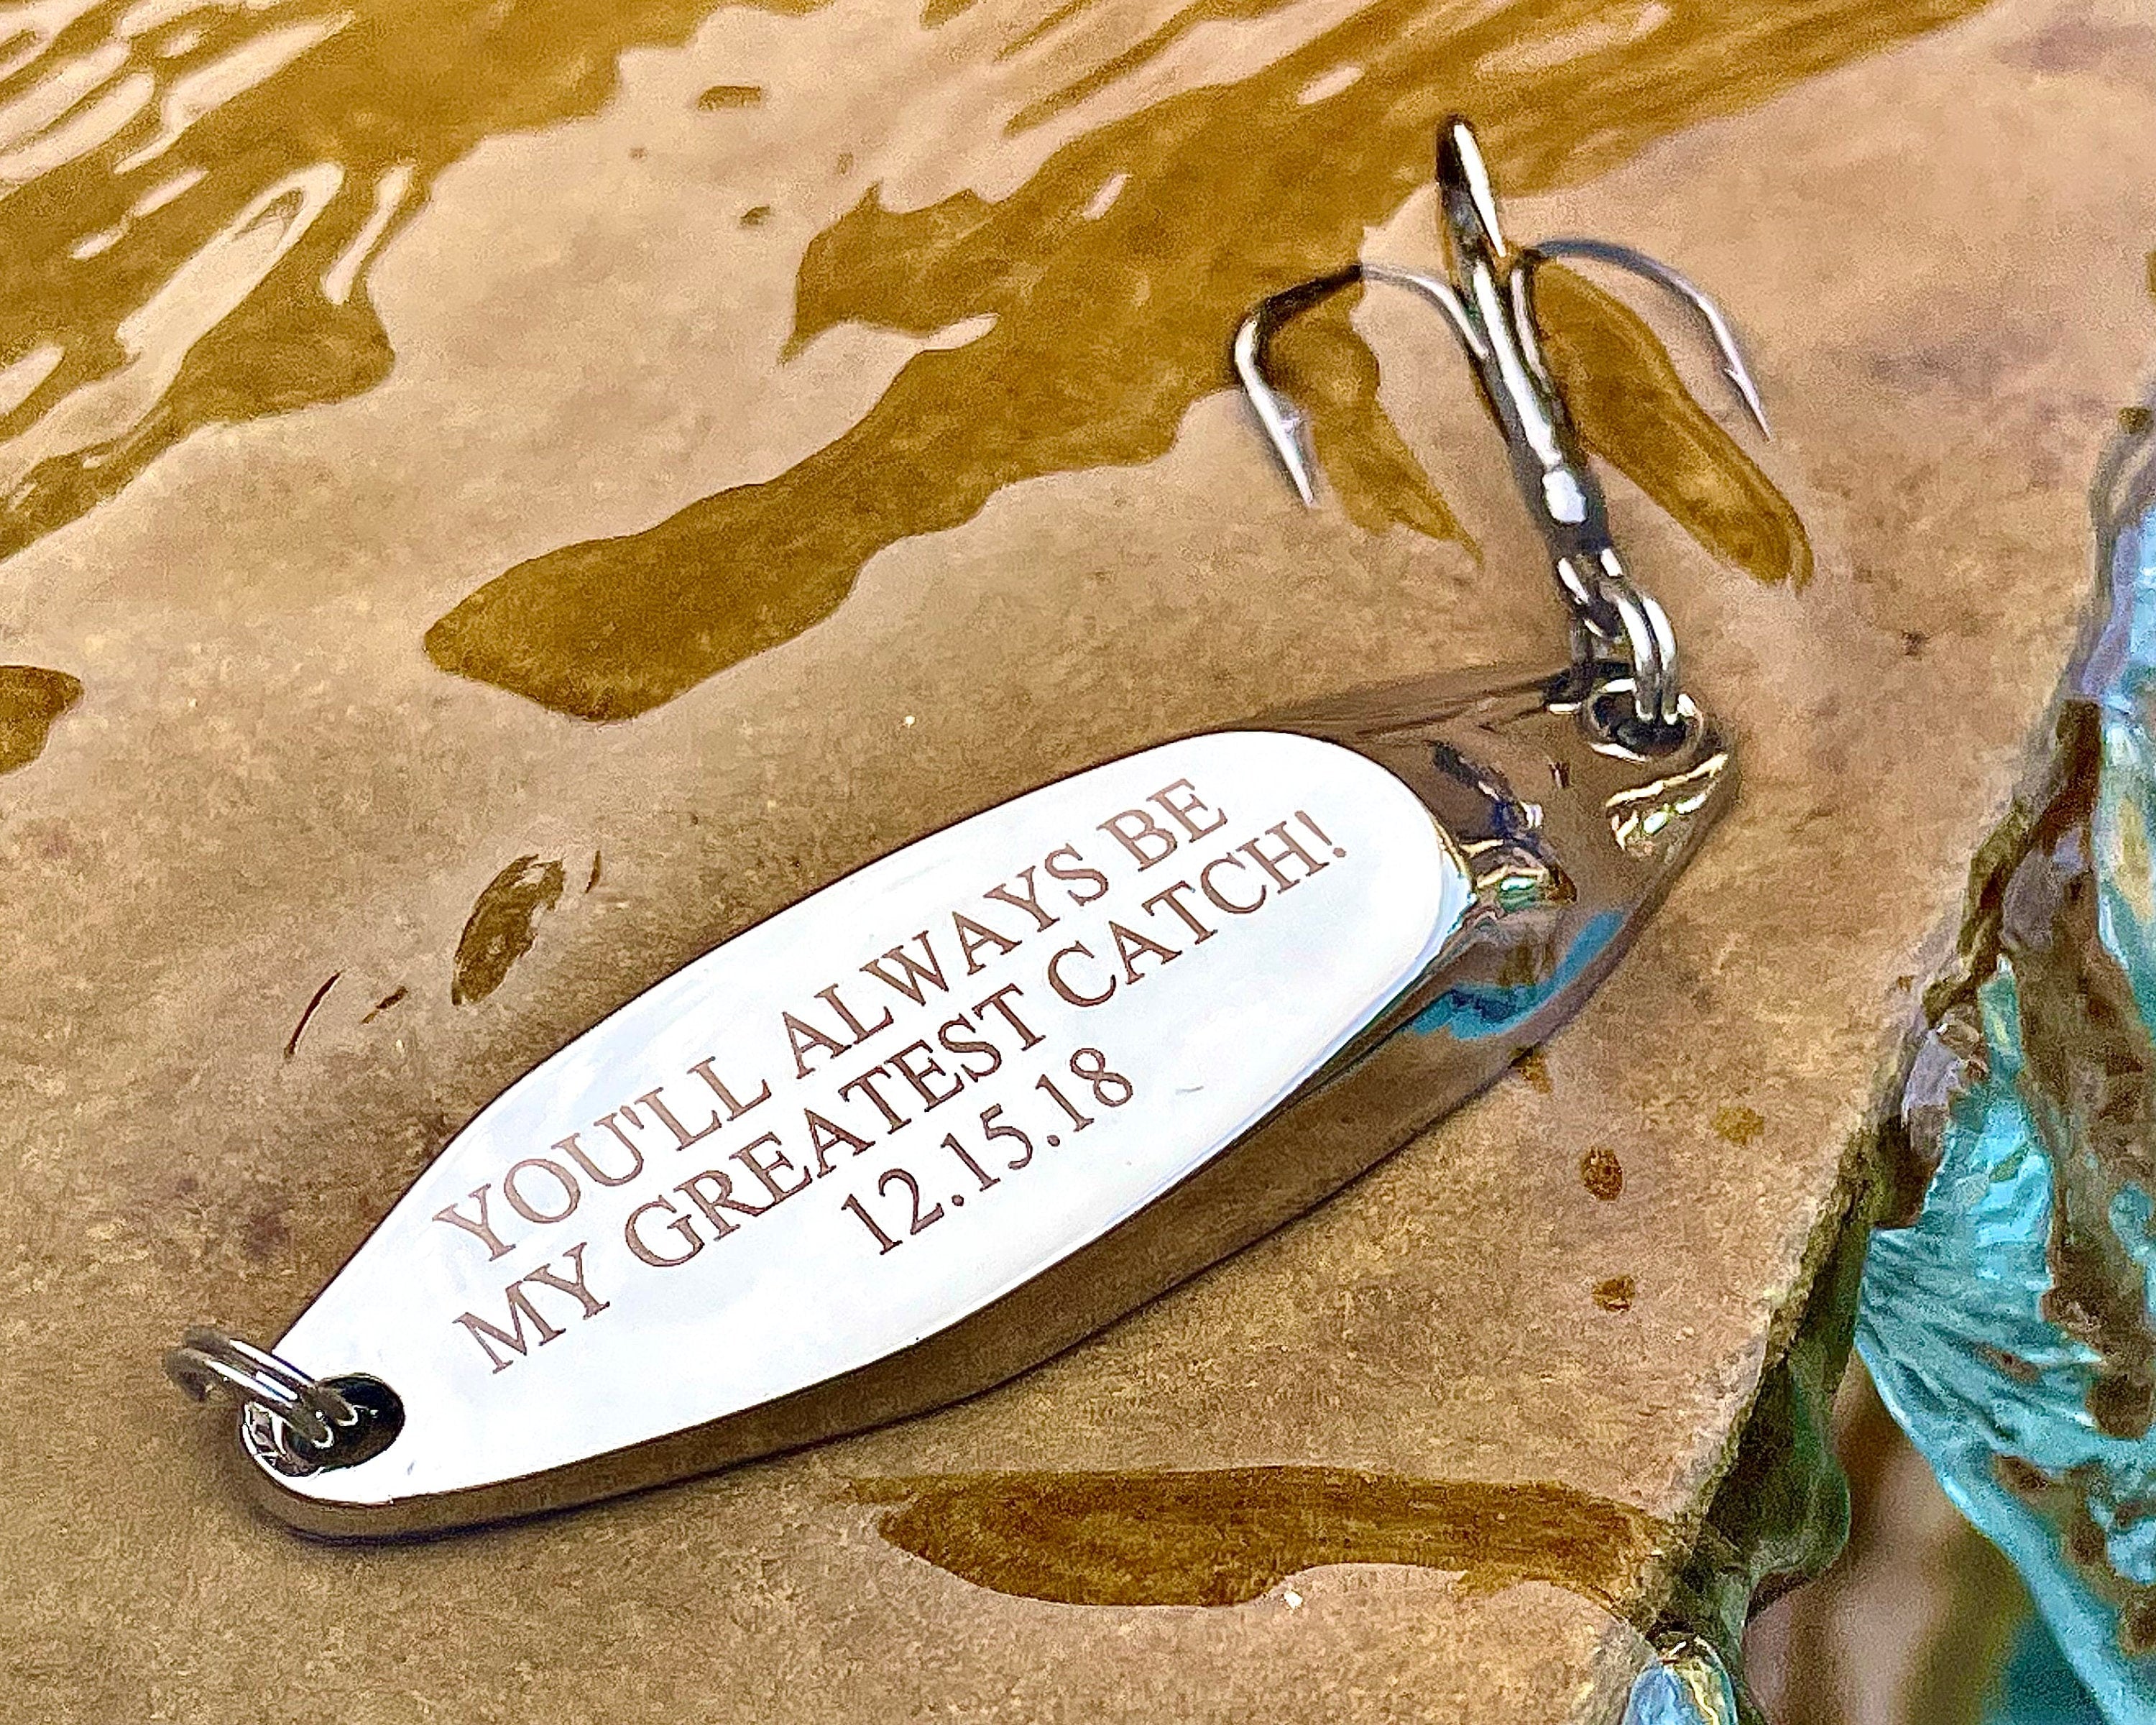 YOU'LL ALWAYS BE
MY GREATEST CATCH!
12.15.18